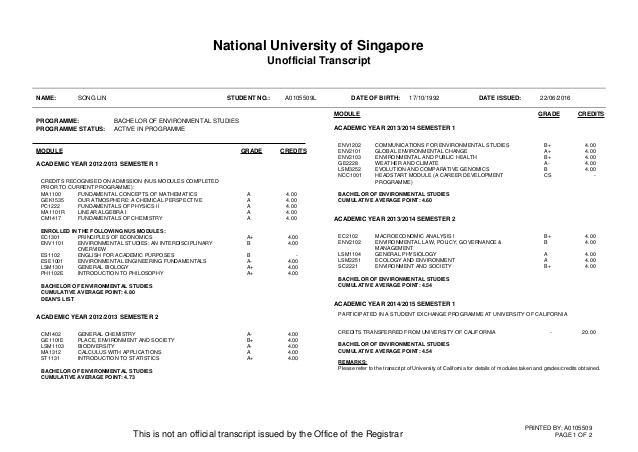 National University of Singapore
Unofficial Transcript
NAME: SONG LIN STUDENT NO.: A0105509L DATE OF BIRTH: 17/10/1992 DATE ISSUED: 22/06/2016
PROGRAMME: BACHELOR OF ENVIRONMENTAL STUDIES
PROGRAMME STATUS: ACTIVE IN PROGRAMME
MODULE GRADE CREDITS
ACADEMIC YEAR 2012/2013 SEMESTER 1
CREDITS RECOGNISED ON ADMISSION (NUS MODULES COMPLETED
PRIOR TO CURRENT PROGRAMME):
MA1100 FUNDAMENTAL CONCEPTS OF MATHEMATICS A 4.00
GEK1535 OUR ATMOSPHERE: A CHEMICAL PERSPECTIVE A 4.00
PC1222 FUNDAMENTALS OF PHYSICS II A 4.00
MA1101R LINEAR ALGEBRA I A 4.00
CM1417 FUNDAMENTALS OF CHEMISTRY A 4.00
ENROLLED IN THE FOLLOWING NUS MODULES:
EC1301 PRINCIPLES OF ECONOMICS A+ 4.00
ENV1101 ENVIRONMENTAL STUDIES: AN INTERDISCIPLINARY B 4.00
OVERVIEW
ES1102 ENGLISH FOR ACADEMIC PURPOSES B -
ESE1001 ENVIRONMENTAL ENGINEERING FUNDAMENTALS A- 4.00
LSM1301 GENERAL BIOLOGY A+ 4.00
PH1102E INTRODUCTION TO PHILOSOPHY A+ 4.00
BACHELOR OF ENVIRONMENTAL STUDIES
CUMULATIVE AVERAGE POINT: 4.80
DEAN'S LIST
ACADEMIC YEAR 2012/2013 SEMESTER 2
CM1402 GENERAL CHEMISTRY A- 4.00
GE1101E PLACE, ENVIRONMENT AND SOCIETY B+ 4.00
LSM1103 BIODIVERSITY A- 4.00
MA1312 CALCULUS WITH APPLICATIONS A 4.00
ST1131 INTRODUCTION TO STATISTICS A+ 4.00
BACHELOR OF ENVIRONMENTAL STUDIES
CUMULATIVE AVERAGE POINT: 4.73
MODULE GRADE CREDITS
ACADEMIC YEAR 2013/2014 SEMESTER 1
ENV1202 COMMUNICATIONS FOR ENVIRONMENTAL STUDIES B+ 4.00
ENV2101 GLOBAL ENVIRONMENTAL CHANGE A+ 4.00
ENV2103 ENVIRONMENTAL AND PUBLIC HEALTH B+ 4.00
GE2228 WEATHER AND CLIMATE A- 4.00
LSM3252 EVOLUTION AND COMPARATIVE GENOMICS B 4.00
NCC1001 HEADSTART MODULE (A CAREER DEVELOPMENT CS -
PROGRAMME)
BACHELOR OF ENVIRONMENTAL STUDIES
CUMULATIVE AVERAGE POINT: 4.60
ACADEMIC YEAR 2013/2014 SEMESTER 2
EC2102 MACROECONOMIC ANALYSIS I B+ 4.00
ENV2102 ENVIRONMENTAL LAW, POLICY, GOVERNANCE & B 4.00
MANAGEMENT
LSM1104 GENERAL PHYSIOLOGY A 4.00
LSM2251 ECOLOGY AND ENVIRONMENT A 4.00
SC2221 ENVIRONMENT AND SOCIETY B+ 4.00
BACHELOR OF ENVIRONMENTAL STUDIES
CUMULATIVE AVERAGE POINT: 4.54
ACADEMIC YEAR 2014/2015 SEMESTER 1
PARTICIPATED IN A STUDENT EXCHANGE PROGRAMME AT UNIVERSITY OF CALIFORNIA
CREDITS TRANSFERRED FROM UNIVERSITY OF CALIFORNIA - 20.00
BACHELOR OF ENVIRONMENTAL STUDIES
CUMULATIVE AVERAGE POINT: 4.54
REMARKS:
Please refer to the transcript of University of California for details of modules taken and grades/credits obtained.
This is not an official transcript issued by the Office of the Registrar
PRINTED BY: A0105509
PAGE 1 OF 2